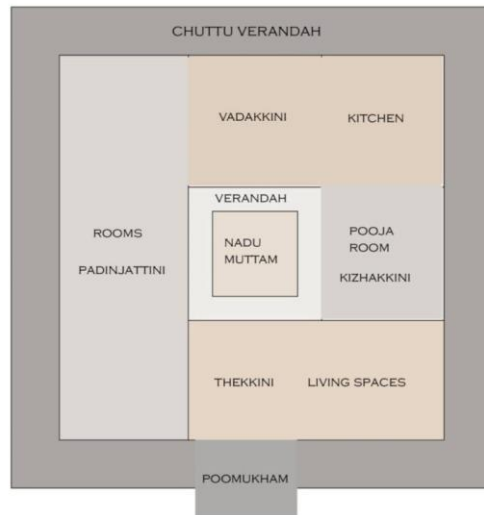 CHUTTU VERANDAH
VADAKKINI
KITCHEN
VERANDAH
NADU
MUTTAM
POOJA
ROOM
KIZHAKKINI
ROOMS
PADINJATTINI
THEKKINI
LIVING SPACES
POOMUKHAM